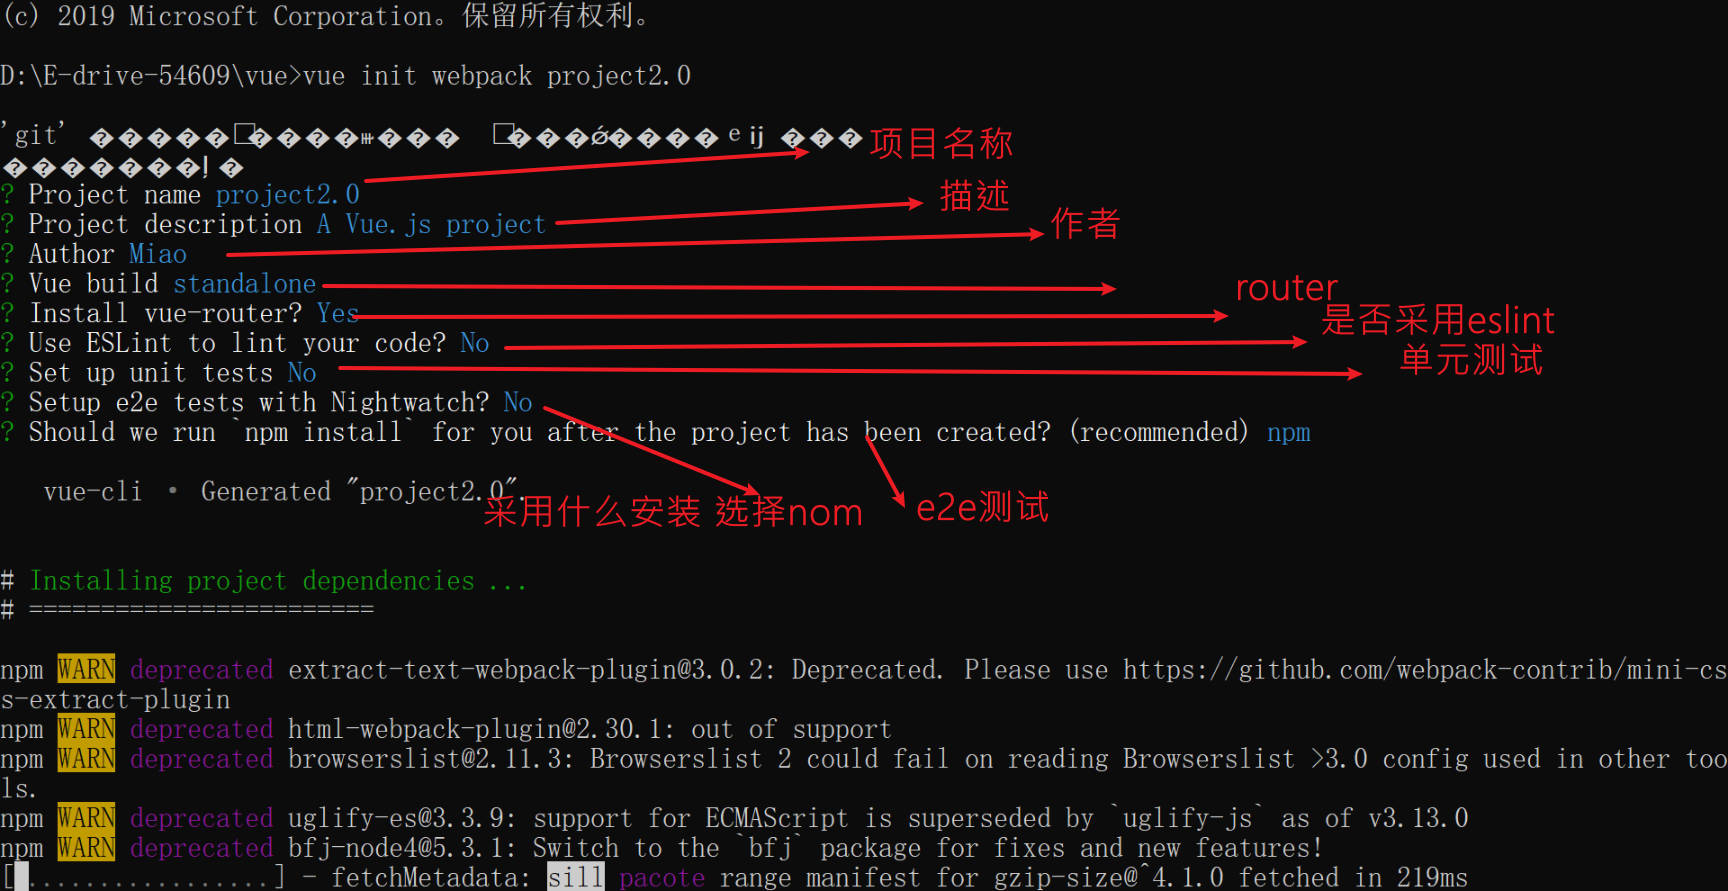 (c) 2019 Microsoft Corporation。保留所有权利。
D:\E-drive-54609\vue>vue init webpack project2.0
'git'
项目名称
? Project name project2.0
描述
? Project description A Vue.js project
作者
? Author Miao
? Vue build standalone
router
? Install vue-router? Yes
是否采用eslint
? Use ESLint to lint your code? No
单元测试
? Set up unit tests No
? Setup e2e tests with Nightwatch? No
? Should we run `npm install` for you after the project has been created? (recommended) npm
vue-cli · Generated "project2.0".
采用什么安装 选择nom
e2e测试
# Installing project dependencies ...
# ========================
npm WARN deprecated extract-text-webpack-plugin@3.0.2: Deprecated. Please use https://github.com/webpack-contrib/mini-cs
s-extract-plugin
npm WARN deprecated html-webpack-plugin@2.30.1: out of support
npm WARN deprecated browserslist@2.11.3: Browserslist 2 could fail on reading Browserslist >3.0 config used in other too
ls.
npm WARN deprecated uglify-es@3.3.9: support for ECMAScript is superseded by `uglify-js` as of v3.13.0
npm WARN deprecated bfj-node4@5.3.1: Switch to the `bfj` package for fixes and new features!
[ .................] - fetchMetadata: sill pacote range manifest for gzip-size@^4.1.0 fetched in 219ms